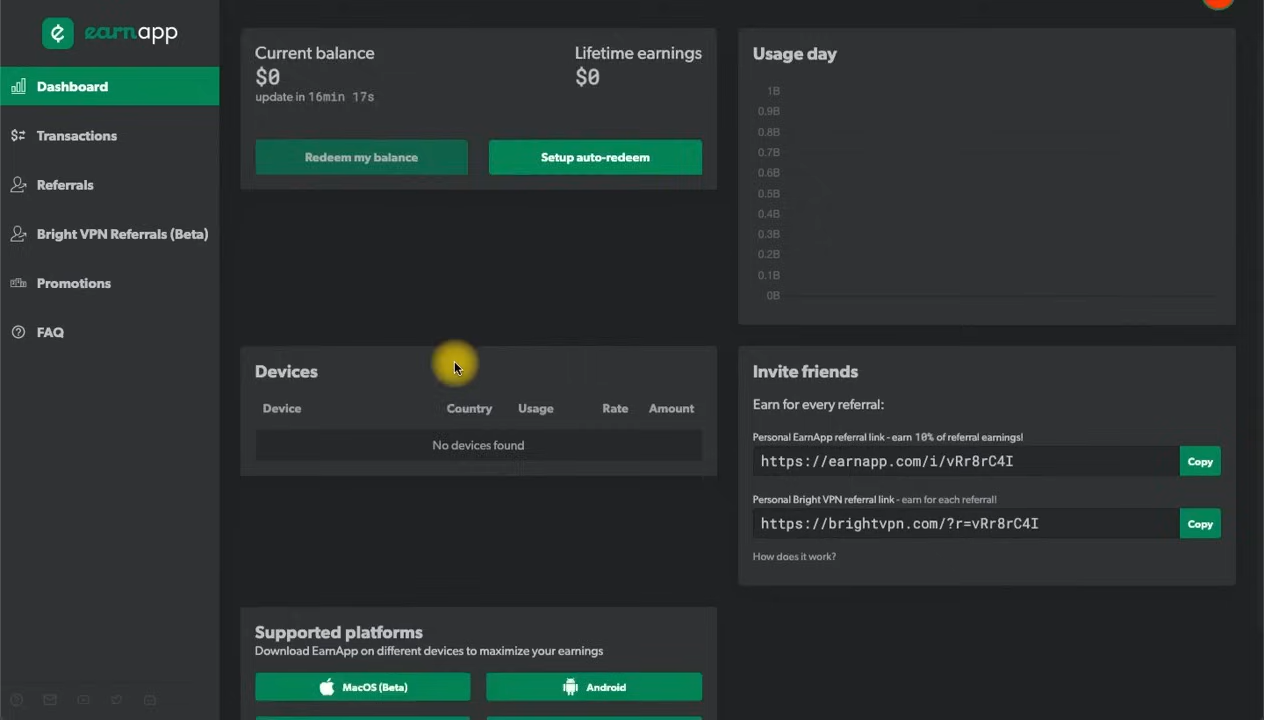 earnapp
Dashboard
Transactions
Referrals
Bright VPN Referrals (Beta)
Promotions
FAQ
Current balance
$0
update in 16min 17s
Lifetime earnings
$0
Redeem my balance
Setup auto-redeem
Usage day
1B
0.9B
0.8B
0.7B
0.6B
0.5B
0.4B
0.3B
0.2B
0.1B
0B
Devices
Device Country Usage Rate Amount
No devices found
Invite friends
Earn for every referral:
Personal EarnApp referral link - earn 10% of referral earnings!
https://earnapp.com/i/vRr8rC4I
Copy
Personal Bright VPN referral link - earn for each referral!
https://brightvpn.com/?r=vRr8rC4I
Copy
How does it work?
Supported platforms
Download EarnApp on different devices to maximize your earnings
MacOS (Beta)
Android